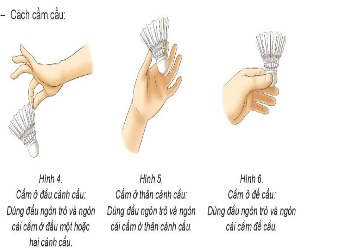 – Cách cầm cầu:
Hình 4.
Cầm ở đầu cánh cầu:
Dùng đầu ngón trỏ và ngón
cái cầm ở đầu một hoặc
hai cánh cầu.
Hình 5.
Cầm ở thân cánh cầu:
Dùng đầu ngón trỏ và ngón
cái cầm ở thân cánh cầu.
Hình 6.
Cầm ở đế cầu:
Dùng đầu ngón trỏ và ngón
cái cầm đế cầu.